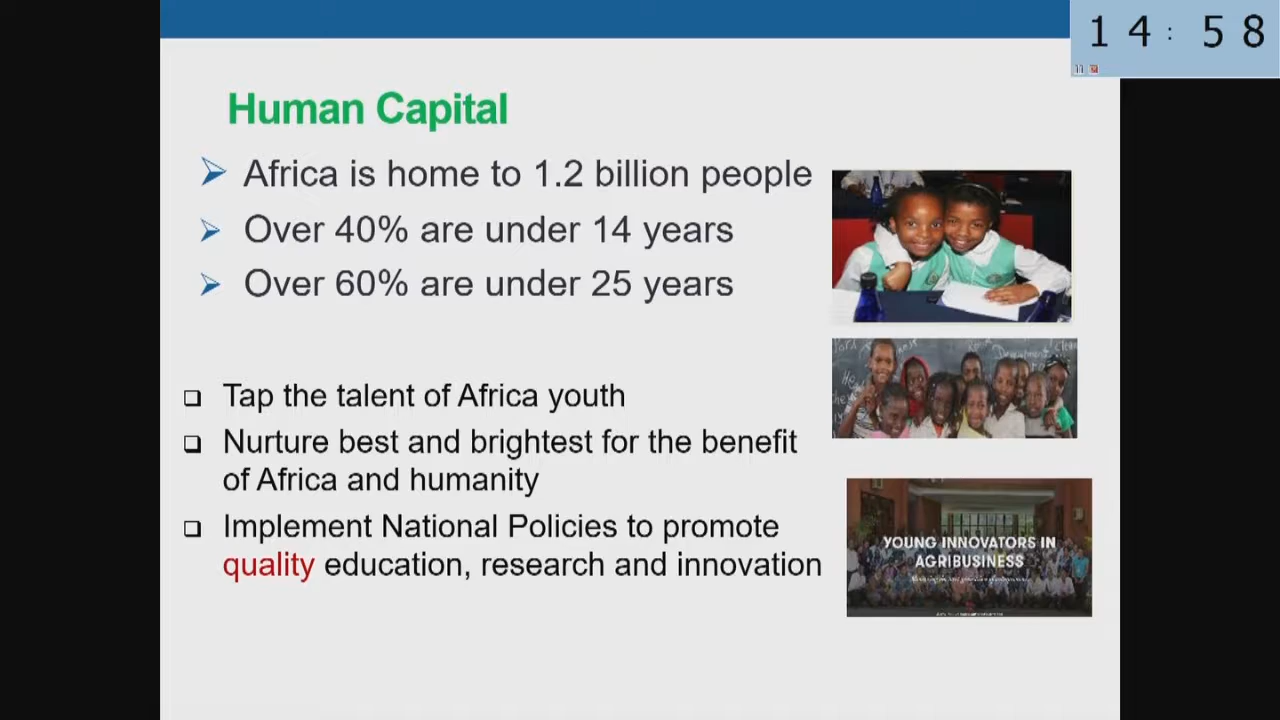 14: 58
Human Capital
Africa is home to 1.2 billion people
Over 40% are under 14 years
Over 60% are under 25 years
Tap the talent of Africa youth
Nurture best and brightest for the benefit
of Africa and humanity
Implement National Policies to promote
quality education, research and innovation
Development
YOUNG INNOVATORS IN
AGRIBUSINESS